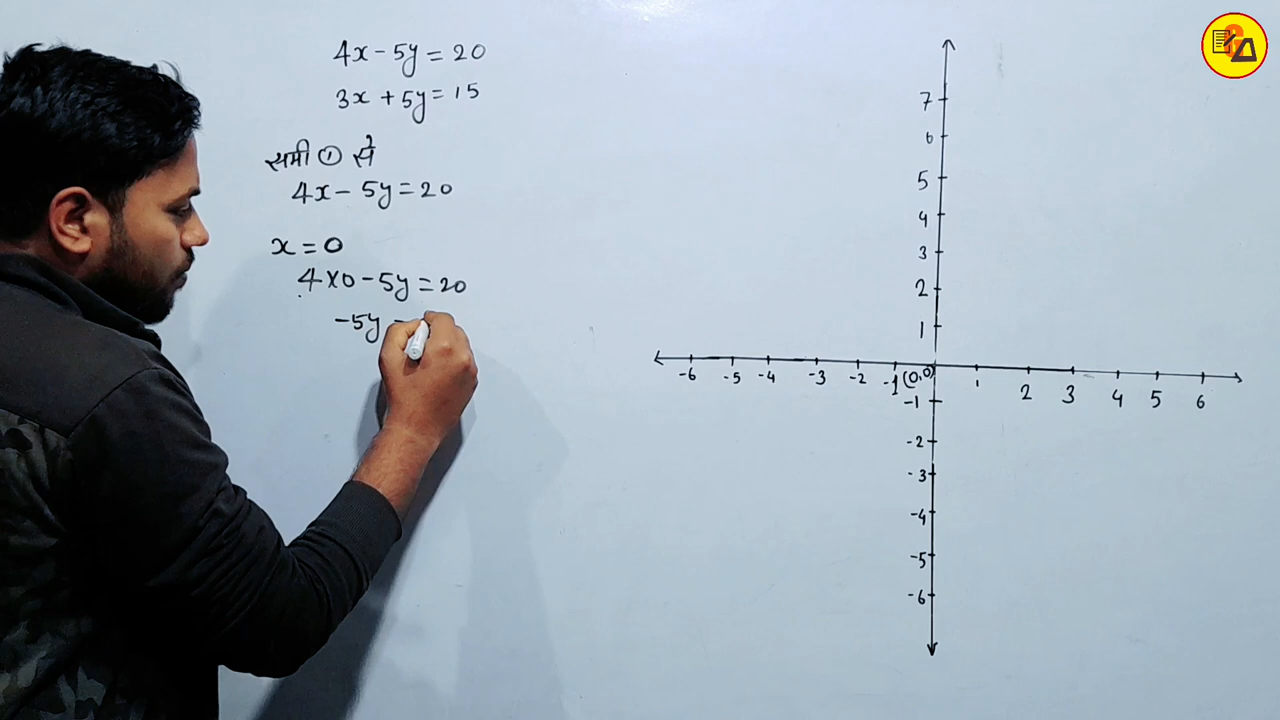 4x - 5y = 20
3x + 5y = 15
समी ① से
4x - 5y = 20
x = 0
4 x 0 - 5y = 20
-5y =
7
6
5
4
3
2
1
-6 -5 -4 -3 -2 -1 (0,0) 1 2 3 4 5 6
-1
-2
-3
-4
-5
-6